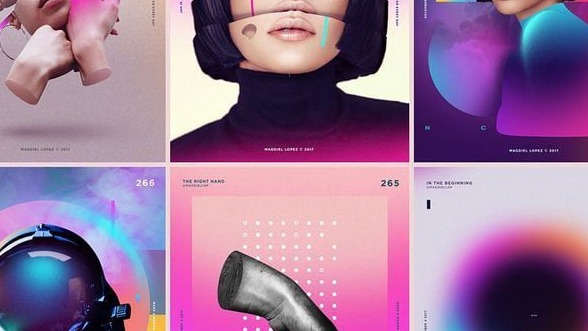 MAGDIEL LOPEZ © 2017
MAGDIEL LOPEZ © 2017
MAGDIEL LOPEZ © 2017
N C
266
THE RIGHT HAND
@MAGDIELLOP
265
IN THE BEGINNING
@MAGDIELLOP